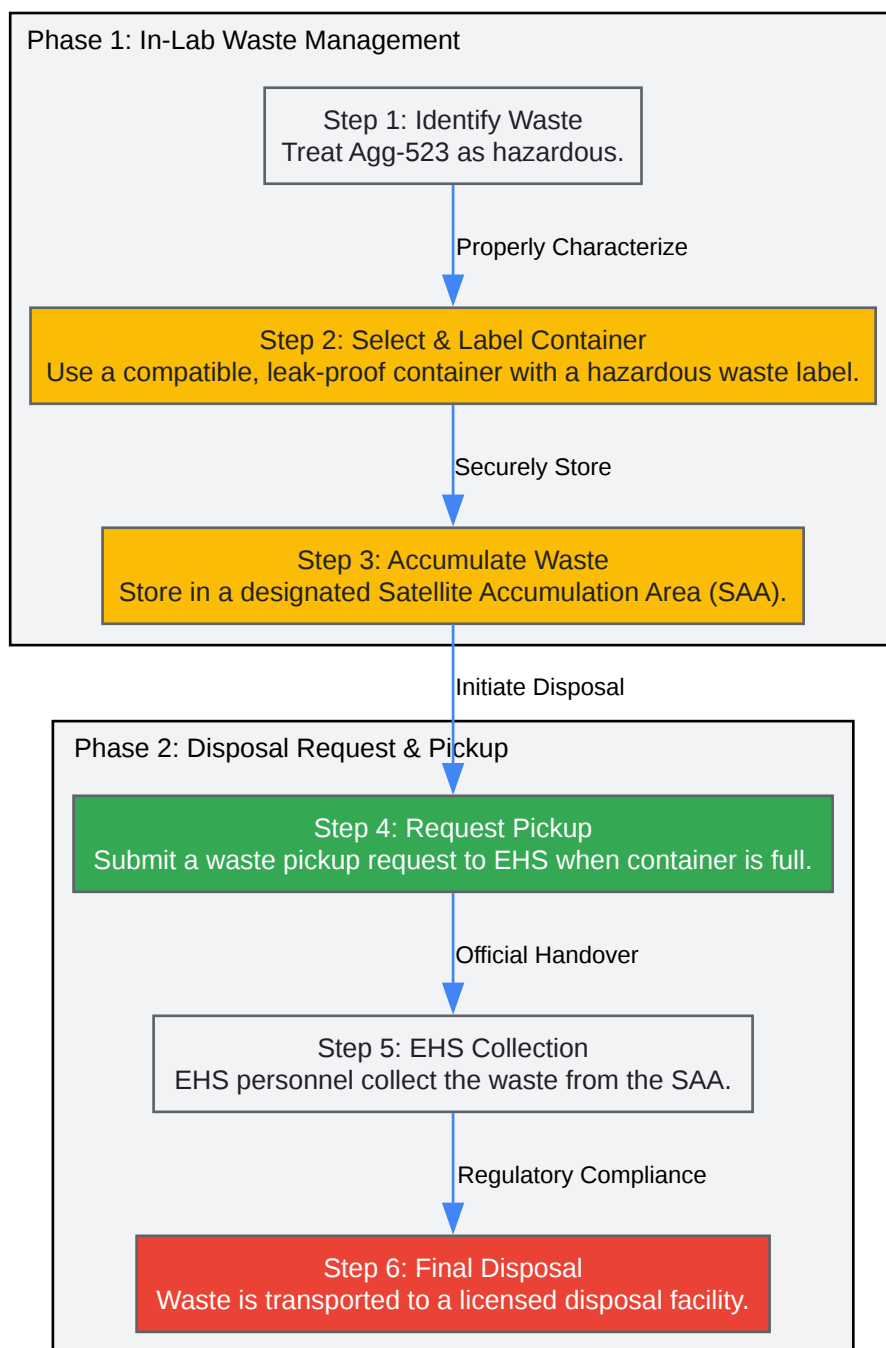 Phase 1: In-Lab Waste Management
Step 1: Identify Waste
Treat Agg-523 as hazardous.
Properly Characterize
Step 2: Select & Label Container
Use a compatible, leak-proof container with a hazardous waste label.
Securely Store
Step 3: Accumulate Waste
Store in a designated Satellite Accumulation Area (SAA).
Initiate Disposal
Phase 2: Disposal Request & Pickup
Step 4: Request Pickup
Submit a waste pickup request to EHS when container is full.
Official Handover
Step 5: EHS Collection
EHS personnel collect the waste from the SAA.
Regulatory Compliance
Step 6: Final Disposal
Waste is transported to a licensed disposal facility.